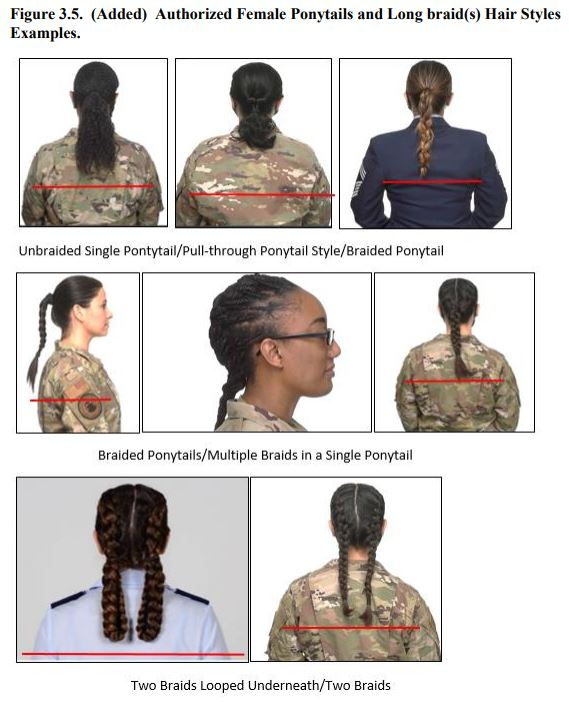 Figure 3.5.  (Added)  Authorized Female Ponytails and Long braid(s) Hair Styles
Examples.
Unbraided Single Pontytail/Pull-through Ponytail Style/Braided Ponytail
Braided Ponytails/Multiple Braids in a Single Ponytail
Two Braids Looped Underneath/Two Braids